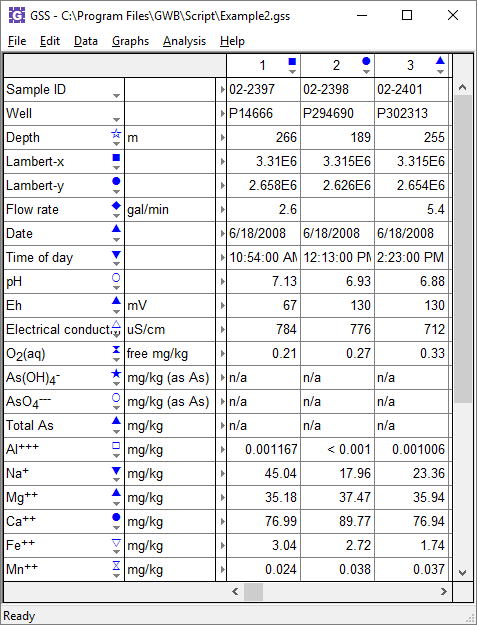 GSS - C:\Program Files\GWB\Script\Example2.gss
File Edit Data Graphs Analysis Help
1 2 3
Sample ID 02-2397 02-2398 02-2401
Well P14666 P294690 P302313
Depth m 266 189 255
Lambert-x 3.31E6 3.315E6 3.315E6
Lambert-y 2.658E6 2.626E6 2.654E6
Flow rate gal/min 2.6 5.4
Date 6/18/2008 6/18/2008 6/18/2008
Time of day 10:54:00 AM 12:13:00 PM 2:23:00 PM
pH 7.13 6.93 6.88
Eh mV 67 130 130
Electrical conduct... uS/cm 784 776 712
O2(aq) free mg/kg 0.21 0.27 0.33
As(OH)4- mg/kg (as As) n/a n/a n/a
AsO4--- mg/kg (as As) n/a n/a n/a
Total As mg/kg n/a n/a n/a
Al+++ mg/kg 0.001167 < 0.001 0.001006
Na+ mg/kg 45.04 17.96 23.36
Mg++ mg/kg 35.18 37.47 35.94
Ca++ mg/kg 76.99 89.77 76.94
Fe++ mg/kg 3.04 2.72 1.74
Mn++ mg/kg 0.024 0.038 0.037
Ready